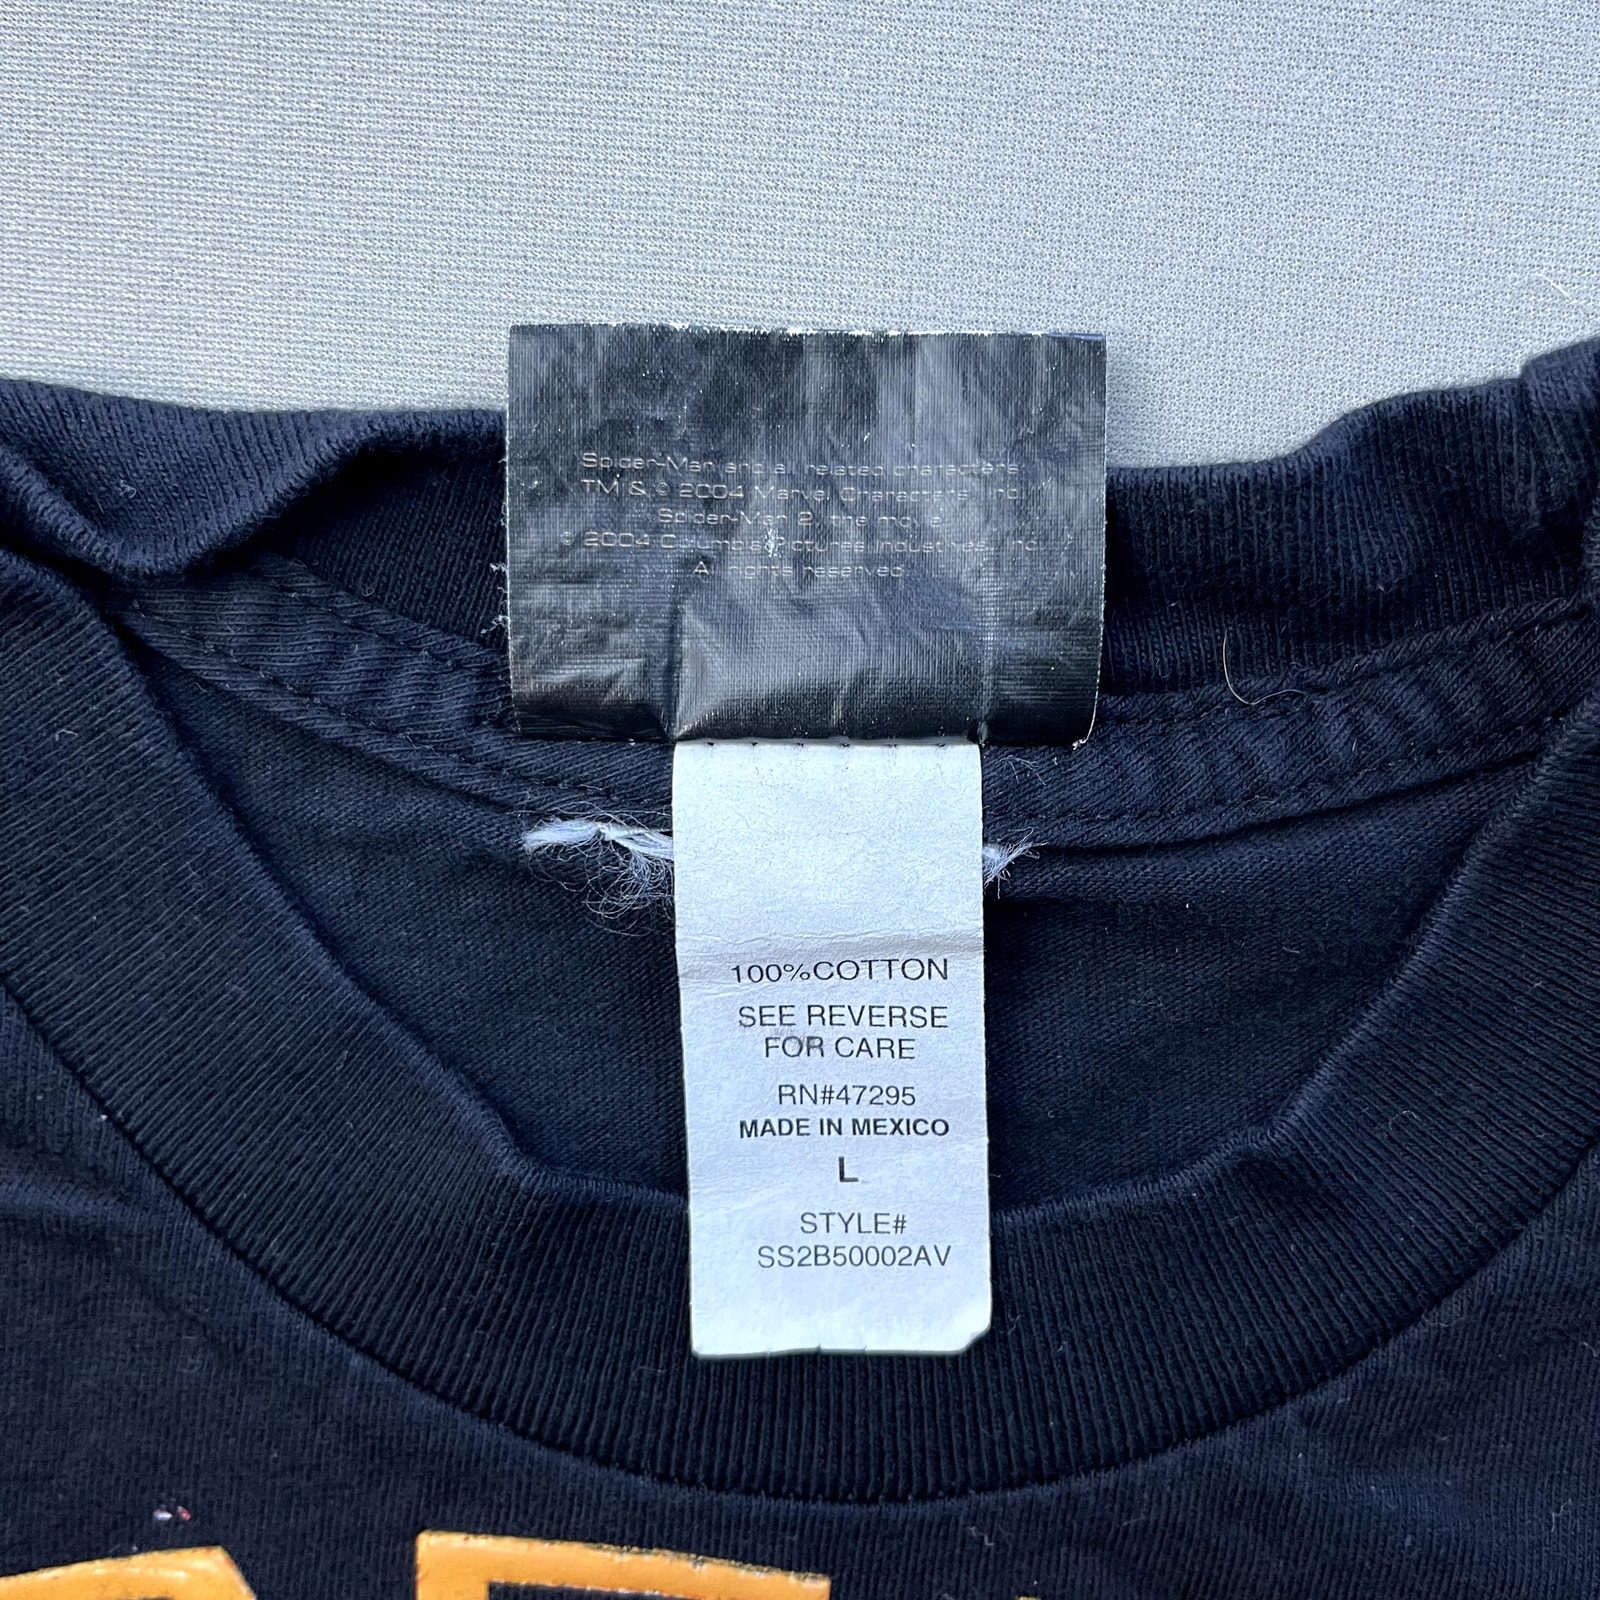 Spider-Man and all related characters
TM & © 2004 Marvel Characters, Inc.
Spider-Man 2, the movie
© 2004 Columbia Pictures Industries, Inc.
All rights reserved.
100%COTTON
SEE REVERSE
FOR CARE
RN#47295
MADE IN MEXICO
L
STYLE#
SS2B50002AV